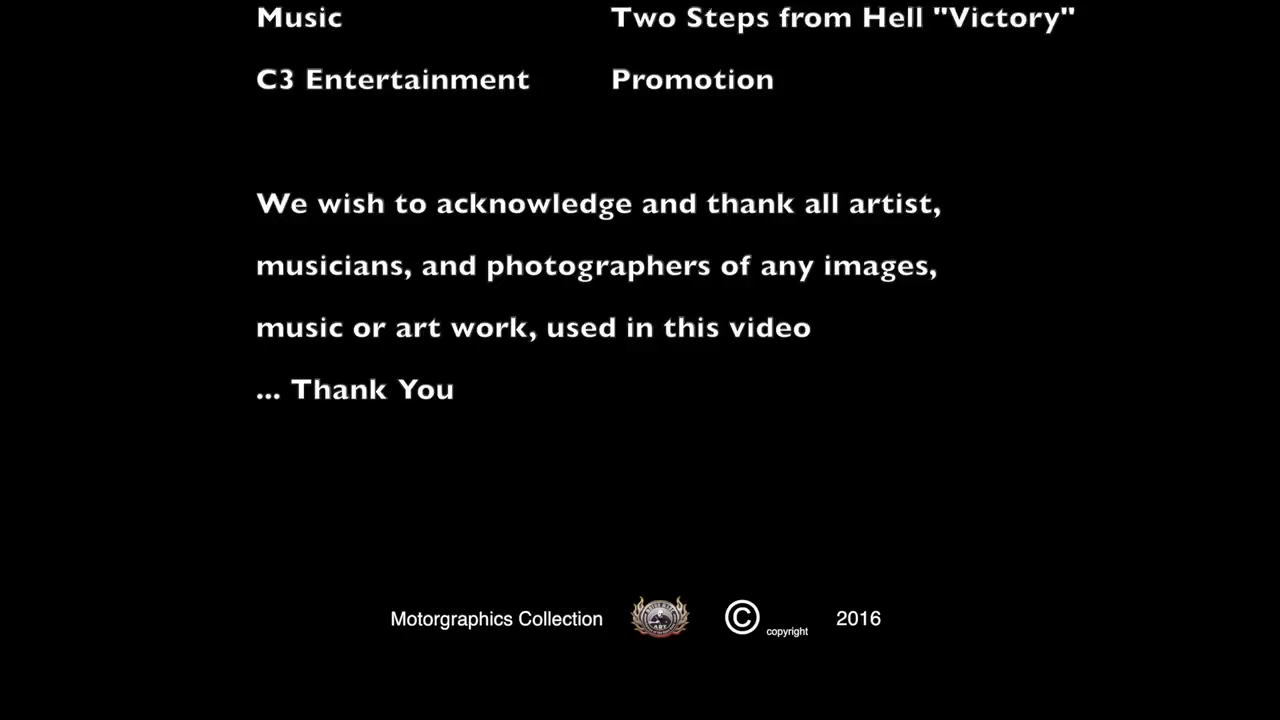 Music Two Steps from Hell "Victory"
C3 Entertainment Promotion
We wish to acknowledge and thank all artist,
musicians, and photographers of any images,
music or art work, used in this video
... Thank You
Motorgraphics Collection © copyright 2016